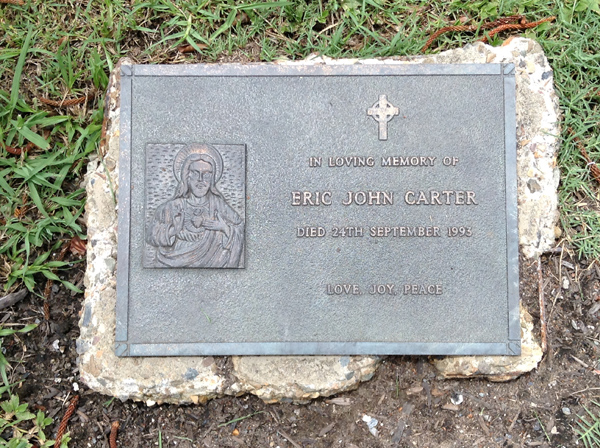 IN LOVING MEMORY OF
ERIC JOHN CARTER
DIED 24TH SEPTEMBER 1993
LOVE, JOY, PEACE